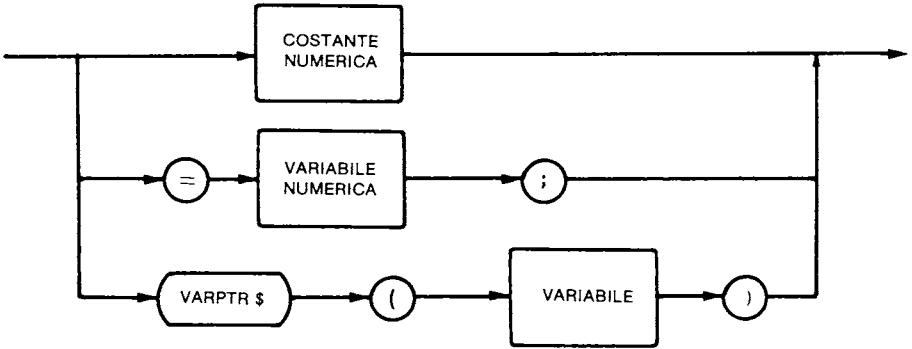 COSTANTE
NUMERICA
=
VARIABILE
NUMERICA
;
VARPTR $
(
VARIABILE
)